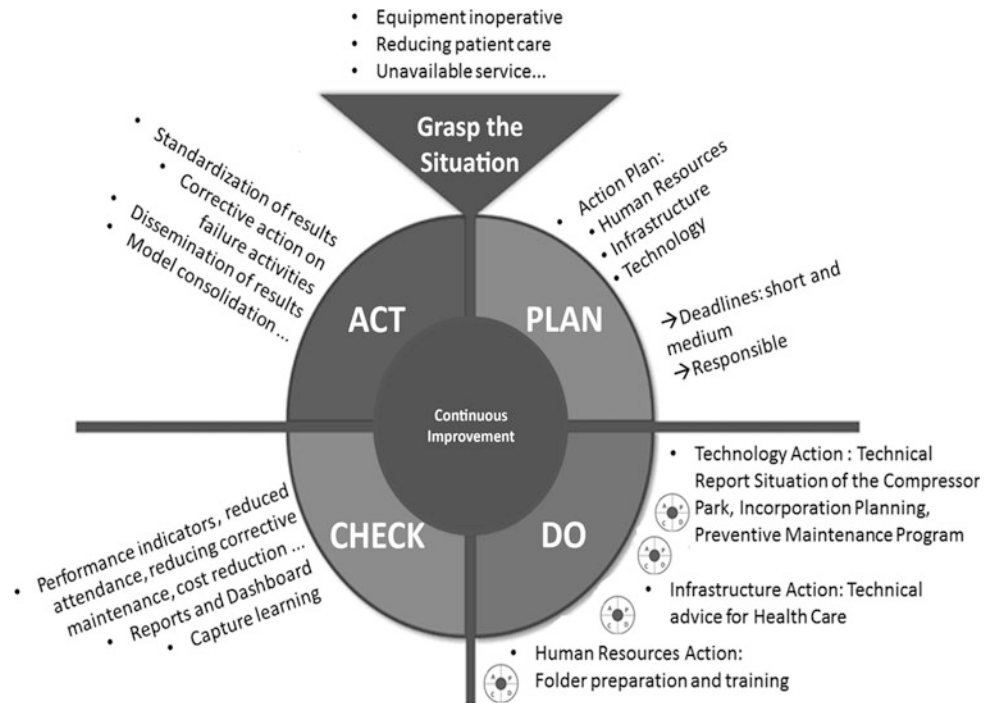 • Equipment inoperative
• Reducing patient care
• Unavailable service...
Grasp the
Situation
• Action Plan:
• Human Resources
• Infrastructure
• Technology
→Deadlines: short and
medium
→Responsible
• Standardization of results
• Corrective action on
failure activities
• Dissemination of results
• Model consolidation ...
ACT
PLAN
Continuous
Improvement
CHECK
DO
• Technology Action : Technical
Report Situation of the Compressor
Park, Incorporation Planning,
Preventive Maintenance Program
• Infrastructure Action: Technical
advice for Health Care
• Human Resources Action:
Folder preparation and training
• Performance indicators, reduced
attendance, reducing corrective
maintenance, cost reduction ...
• Reports and Dashboard
• Capture learning
A P
C D
A P
C D
A P
C D
A P
C D